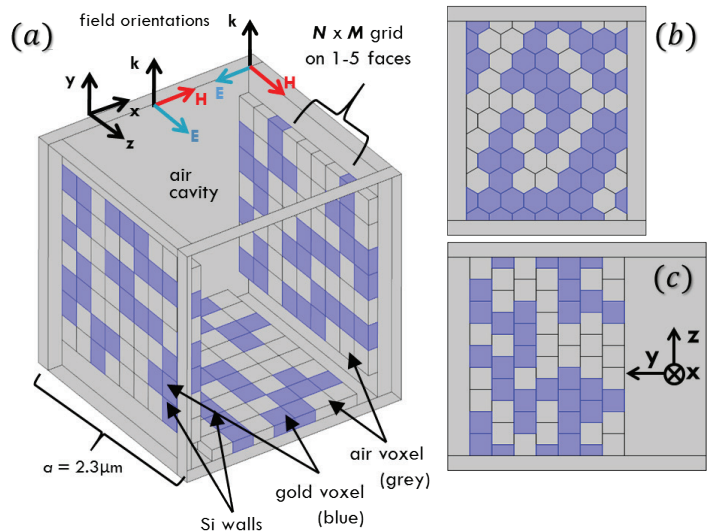 (a)
field orientations
k
k
y
x
z
H
E
E
H
N x M grid
on 1-5 faces
air
cavity
a = 2.3μm
Si walls
gold voxel
(blue)
air voxel
(grey)
(b)
(c)
z
y
x